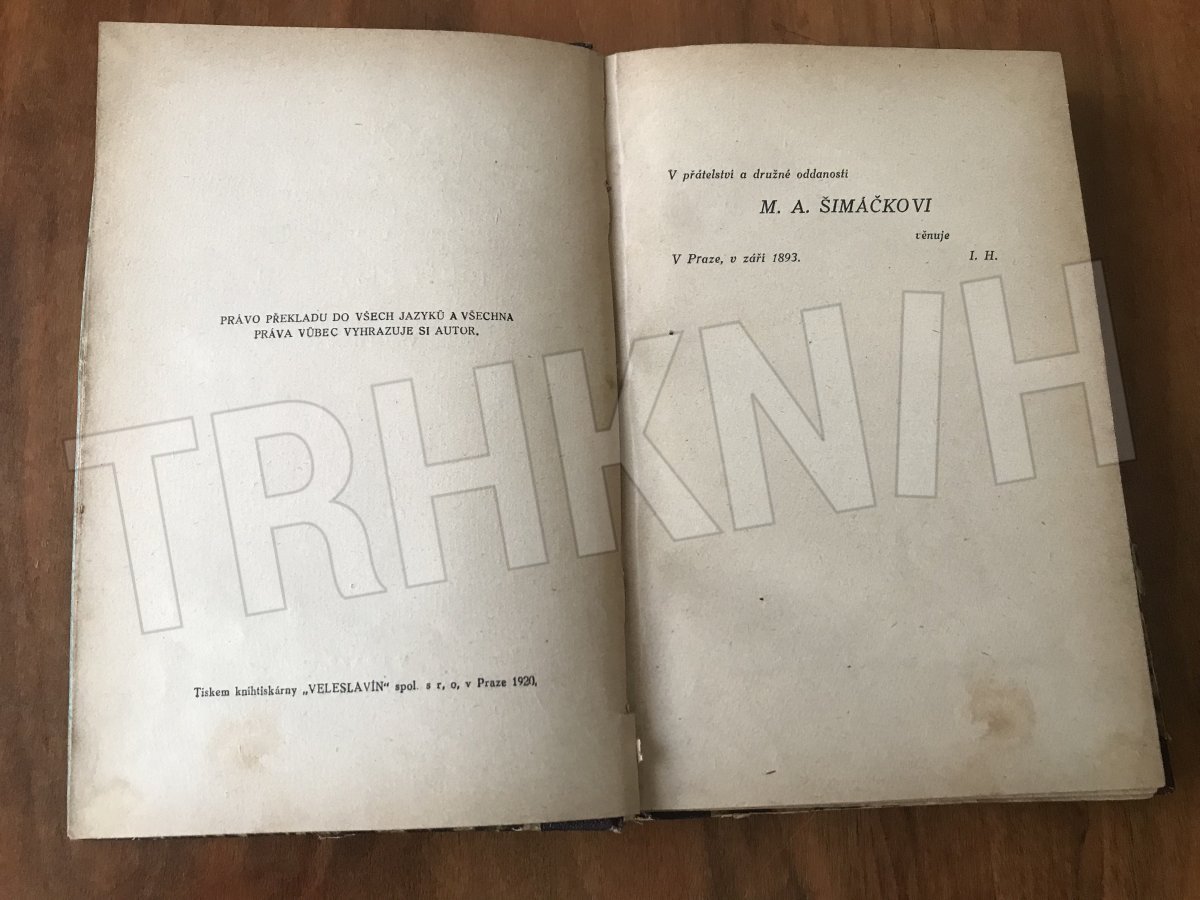 PRÁVO PŘEKLADU DO VŠECH JAZYKŮ A VŠECHNA
PRÁVA VŮBEC VYHRAZUJE SI AUTOR.
Tiskem knihtiskárny „VELESLAVÍN“ spol. s r, o, v Praze 1920,
V přátelství a družné oddanosti
M. A. ŠIMÁČKOVI
věnuje
V Praze, v září 1893. I. H.
TRHKNIH